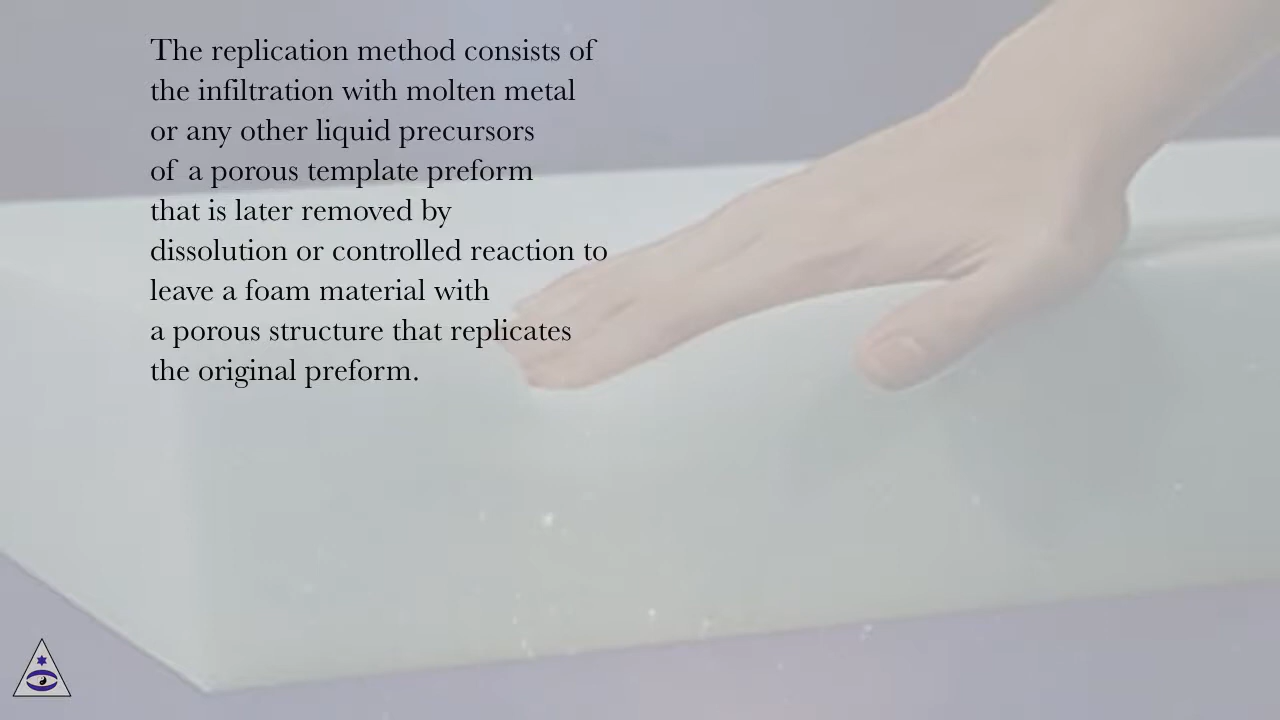 The replication method consists of
the infiltration with molten metal
or any other liquid precursors
of a porous template preform
that is later removed by
dissolution or controlled reaction to
leave a foam material with
a porous structure that replicates
the original preform.